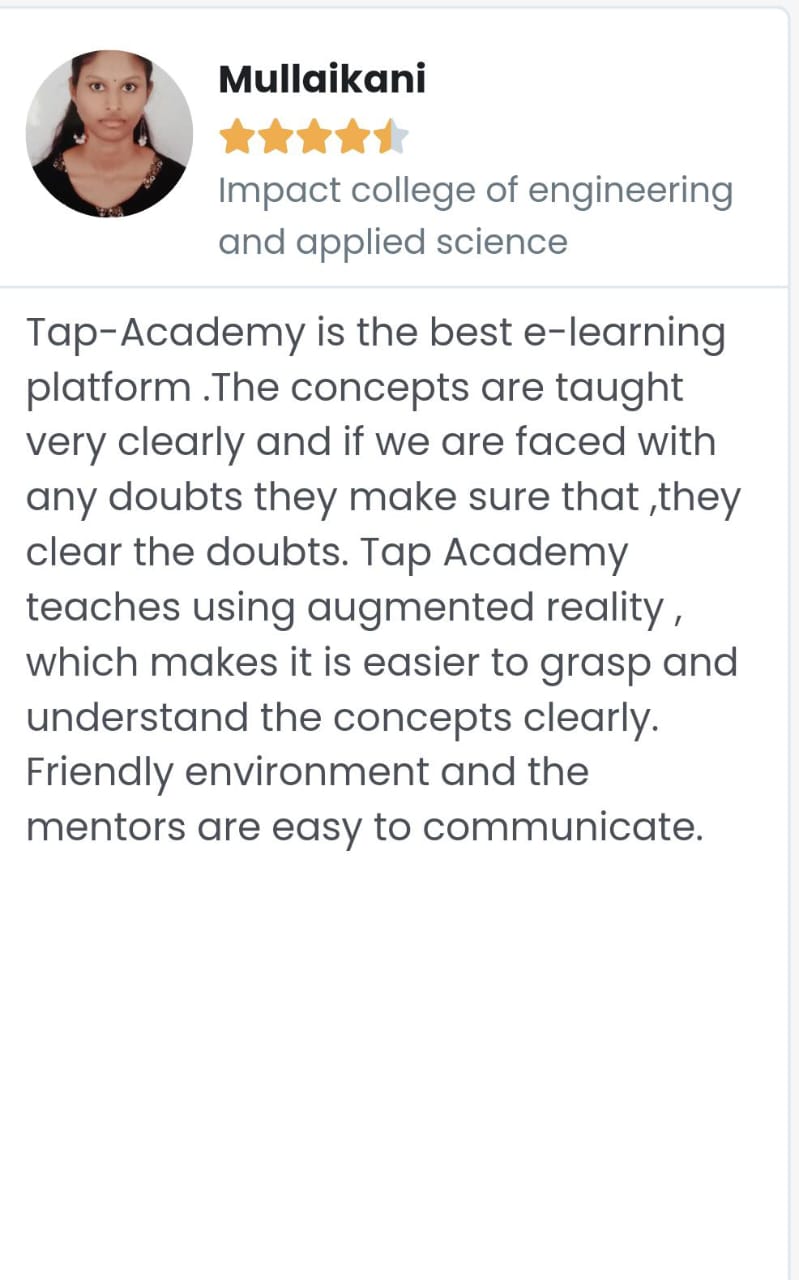 Mullaikani
Impact college of engineering
and applied science
Tap-Academy is the best e-learning
platform .The concepts are taught
very clearly and if we are faced with
any doubts they make sure that ,they
clear the doubts. Tap Academy
teaches using augmented reality ,
which makes it is easier to grasp and
understand the concepts clearly.
Friendly environment and the
mentors are easy to communicate.